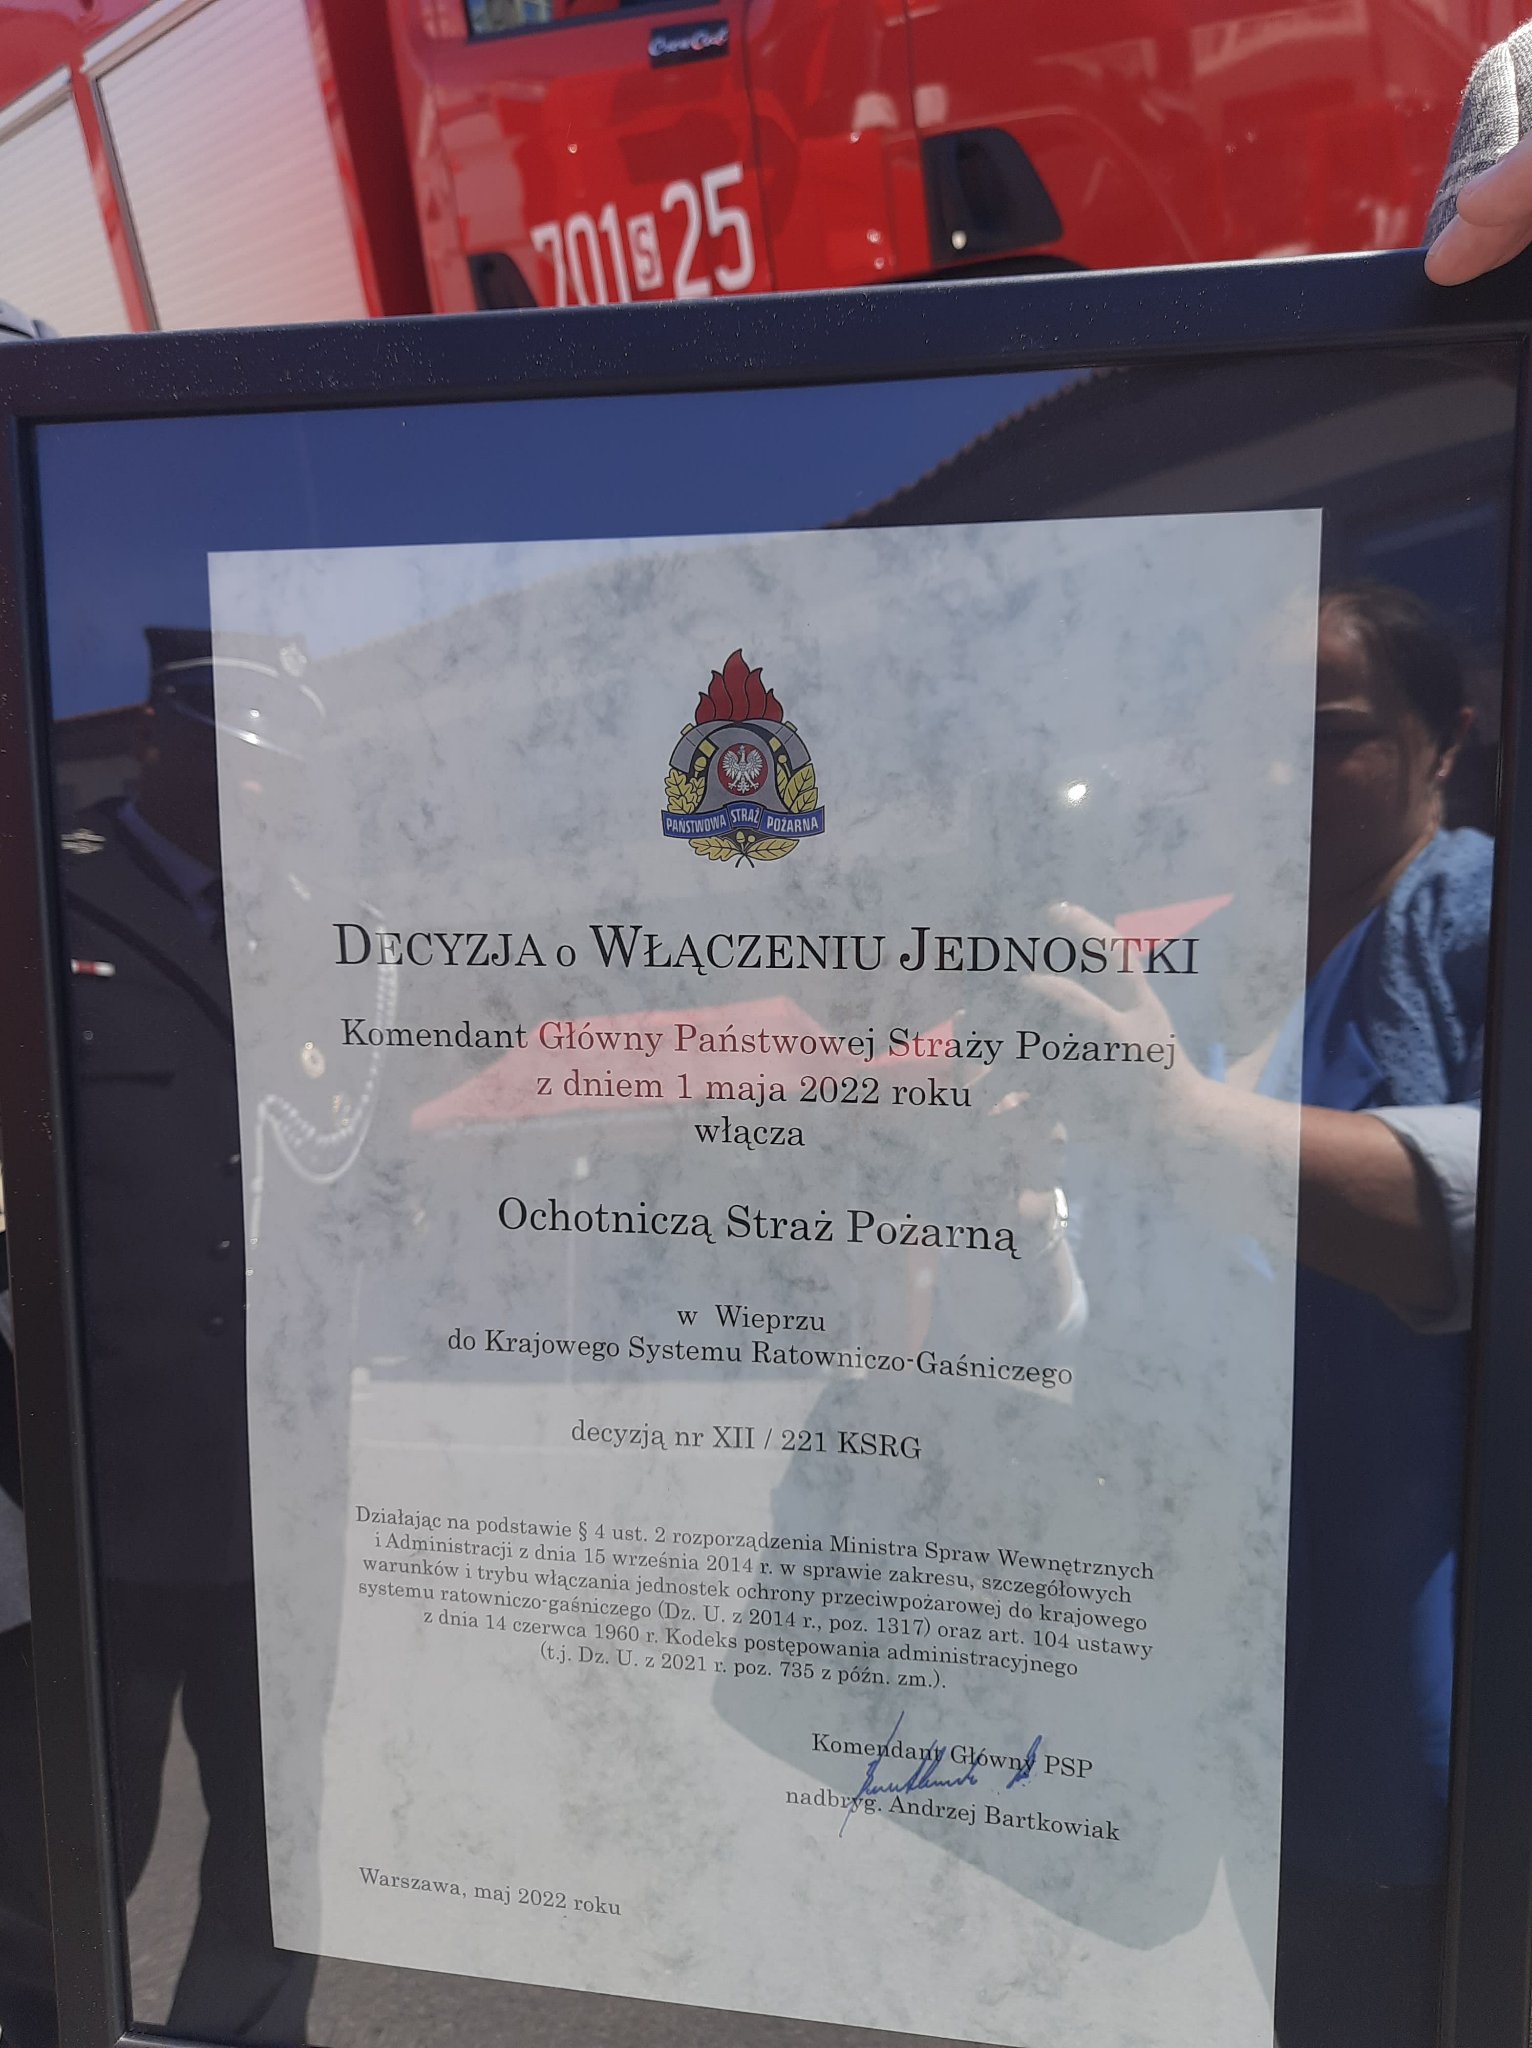 CrewCab
701S25
PAŃSTWOWA STRAŻ POŻARNA
DECYZJA O WŁĄCZENIU JEDNOSTKI
Komendant Główny Państwowej Straży Pożarnej
z dniem 1 maja 2022 roku
włącza
Ochotniczą Straż Pożarną
w Wieprzu
do Krajowego Systemu Ratowniczo-Gaśniczego
decyzją nr XII / 221 KSRG
Działając na podstawie § 4 ust. 2 rozporządzenia Ministra Spraw Wewnętrznych
i Administracji z dnia 15 września 2014 r. w sprawie zakresu, szczegółowych
warunków i trybu włączania jednostek ochrony przeciwpożarowej do krajowego
systemu ratowniczo-gaśniczego (Dz. U. z 2014 r., poz. 1317) oraz art. 104 ustawy
z dnia 14 czerwca 1960 r. Kodeks postępowania administracyjnego
(t.j. Dz. U. z 2021 r. poz. 735 z późn. zm.).
Komendant Główny PSP
nadbryg. Andrzej Bartkowiak
Warszawa, maj 2022 roku